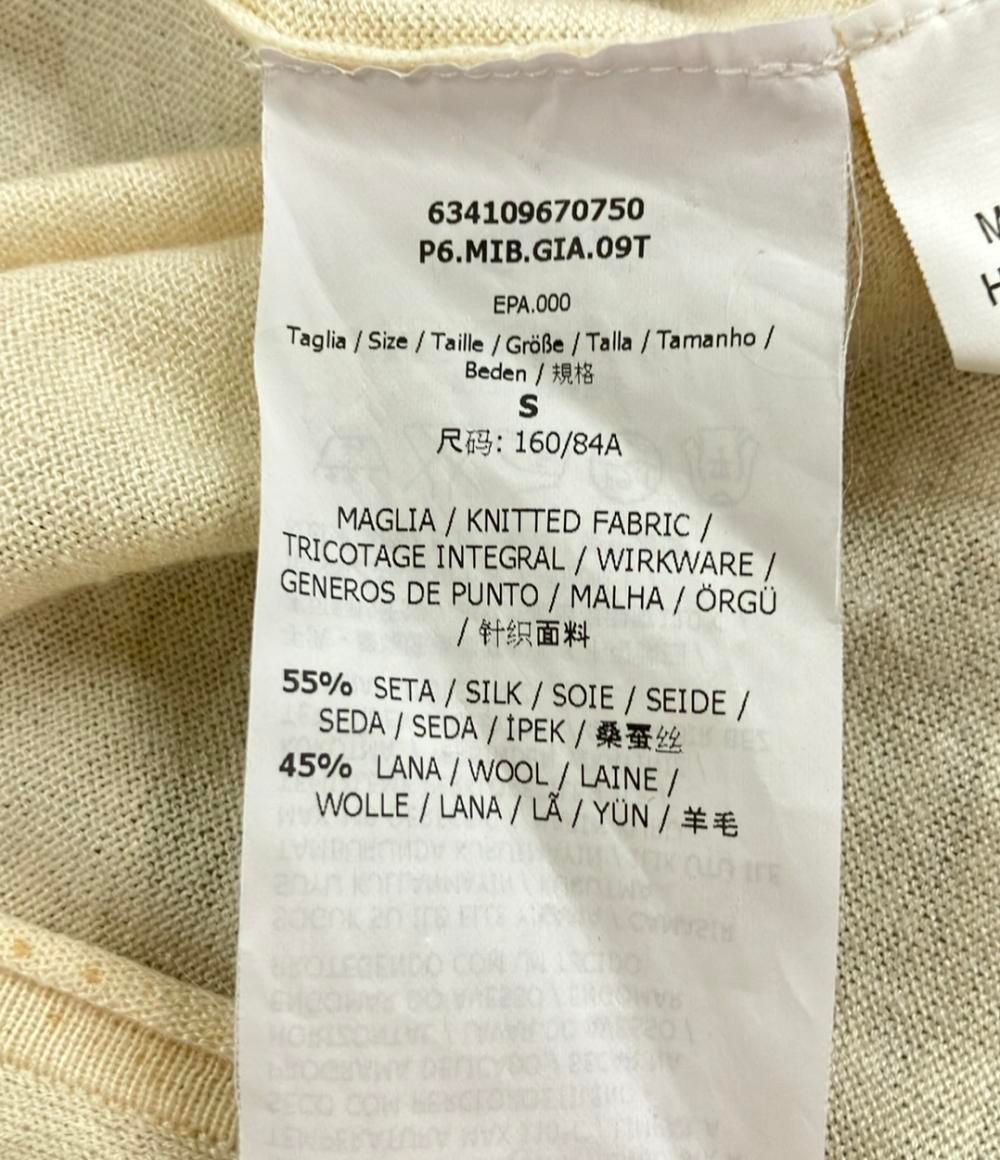 634109670750
P6.MIB.GIA.09T
EPA.000
Taglia / Size / Taille / Größe / Talla / Tamanho /
Beden / 規格
S
尺码: 160/84A
MAGLIA / KNITTED FABRIC /
TRICOTAGE INTEGRAL / WIRKWARE /
GENEROS DE PUNTO / MALHA / ÖRGÜ
/ 针织面料
55% SETA / SILK / SOIE / SEIDE /
SEDA / SEDA / İPEK / 桑蚕丝
45% LANA / WOOL / LAINE /
WOLLE / LANA / LÃ / YÜN / 羊毛
M
H